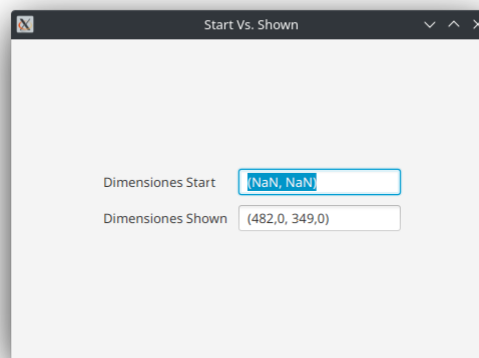 Start Vs. Shown
Dimensiones Start (NaN, NaN)
Dimensiones Shown (482,0, 349,0)